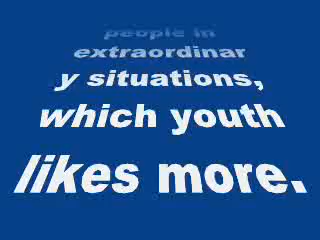 people in
extraordinar
y situations,
which youth
likes more.